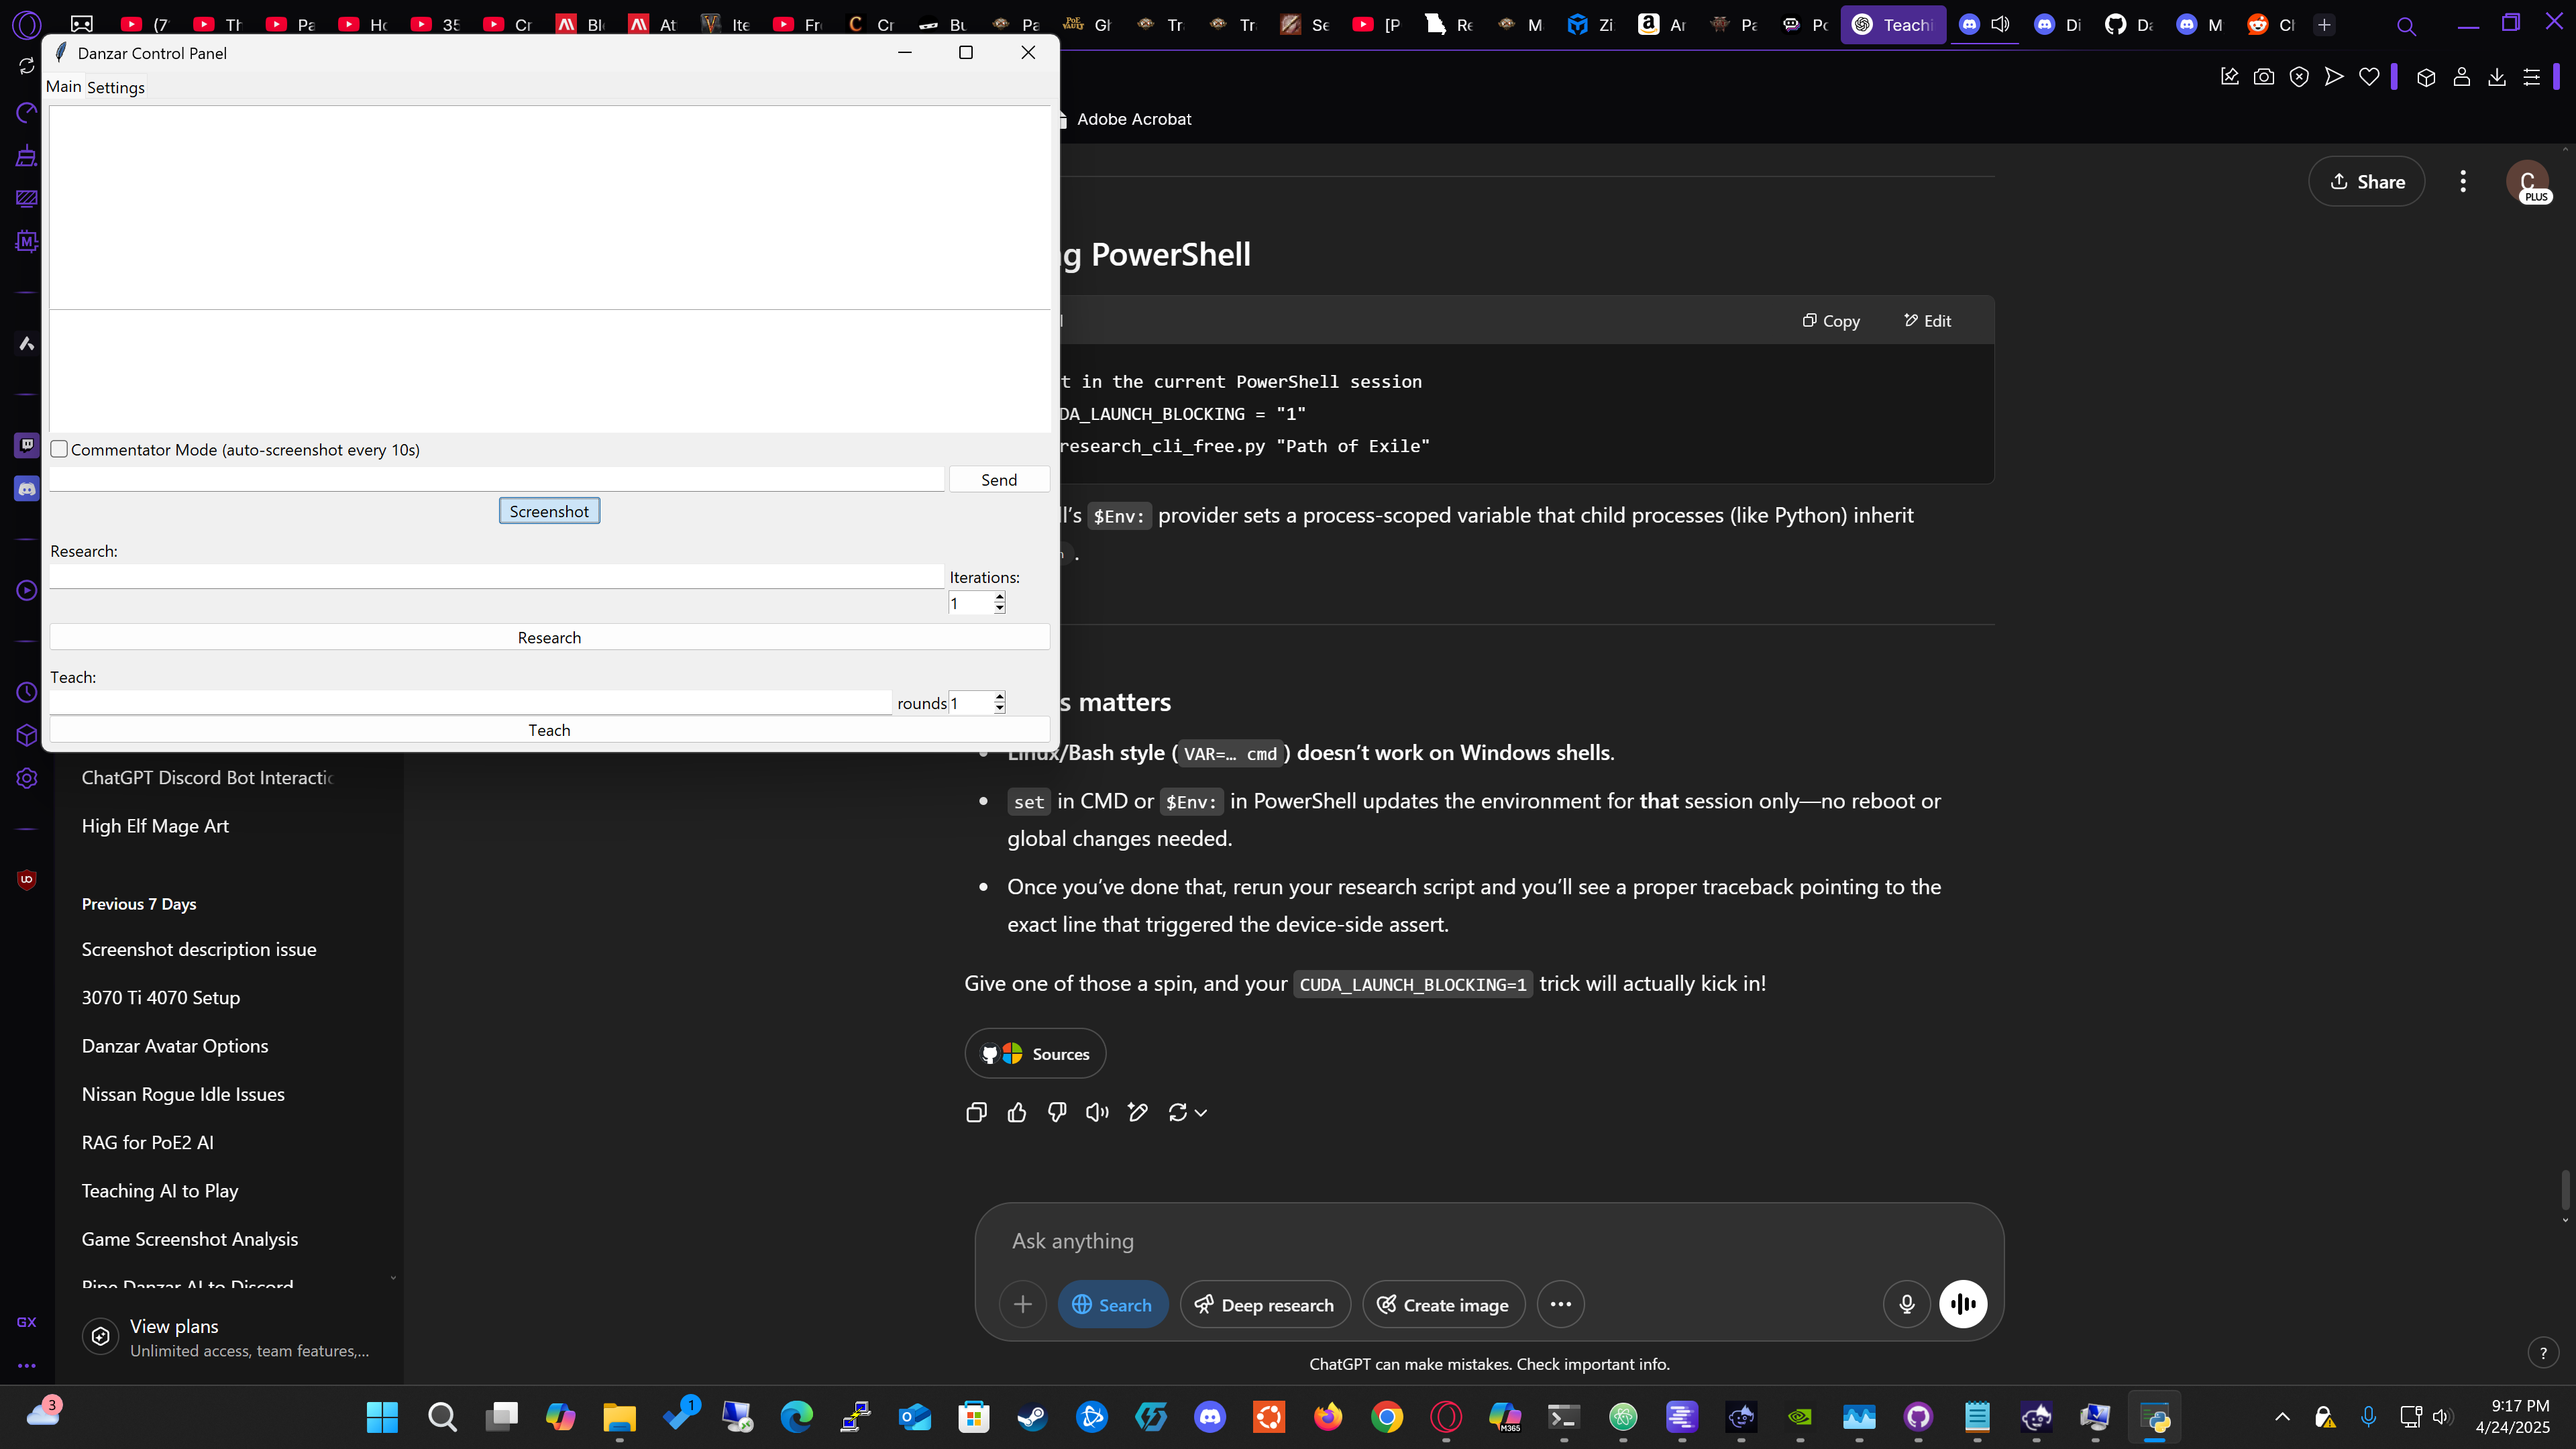 (7
Th
Pa
Ho
35
Cr
Bl
At
Ite
Fr
Cr
Bu
Pa
Gh
Tr
Tr
Se
[P
Re
M
Zi
Ar
Pa
Po
Teachi
Di
Da
M
Cl
Danzar Control Panel
Main Settings
Adobe Acrobat
Share
C
PLUS
g PowerShell
Copy Edit
t in the current PowerShell session
DA_LAUNCH_BLOCKING = "1"
research_cli_free.py "Path of Exile"
Commentator Mode (auto-screenshot every 10s)
Send
Screenshot
l's $Env: provider sets a process-scoped variable that child processes (like Python) inherit
.
Research:
Iterations:
1
Research
Teach:
rounds 1
Teach
s matters
Linux/Bash style (VAR=… cmd) doesn't work on Windows shells.
set in CMD or $Env: in PowerShell updates the environment for that session only—no reboot or
global changes needed.
Once you've done that, rerun your research script and you'll see a proper traceback pointing to the
exact line that triggered the device-side assert.
Give one of those a spin, and your CUDA_LAUNCH_BLOCKING=1 trick will actually kick in!
Sources
ChatGPT Discord Bot Interactic
High Elf Mage Art
Previous 7 Days
Screenshot description issue
3070 Ti 4070 Setup
Danzar Avatar Options
Nissan Rogue Idle Issues
RAG for PoE2 AI
Teaching AI to Play
Game Screenshot Analysis
Pipe Danzar AI to Discord
View plans
Unlimited access, team features,...
GX
Ask anything
Search
Deep research
Create image
ChatGPT can make mistakes. Check important info.
?
3
1
M365
9:17 PM
4/24/2025